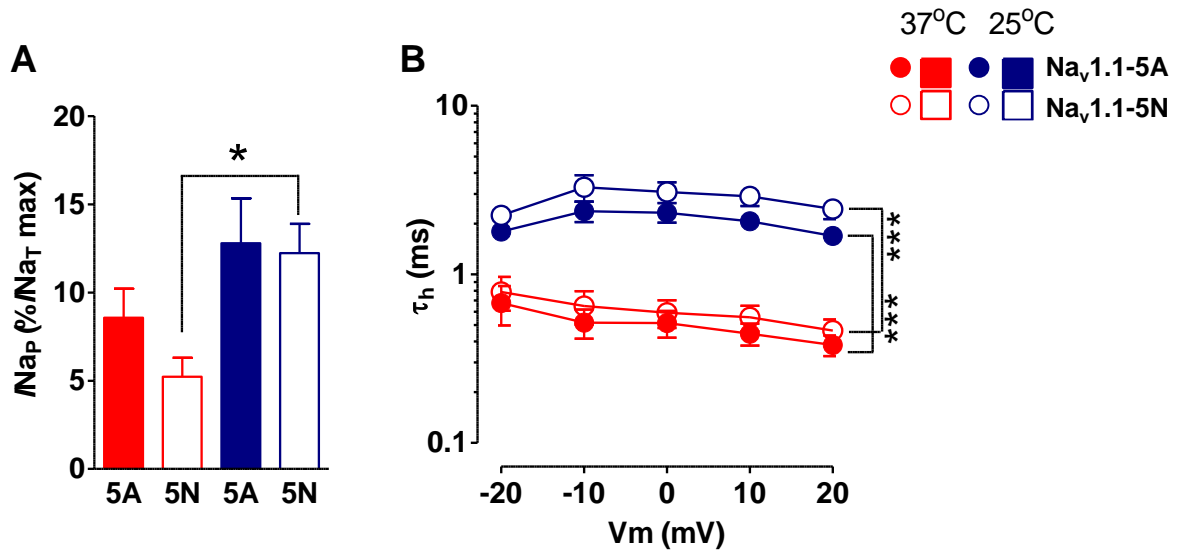 37°C 25°C
Nav1.1-5A
Nav1.1-5N
A
INaP (%INaT max)
20
15
10
5
0
*
5A 5N 5A 5N
B
τh (ms)
10
1
0.1
***
***
-20 -10 0 10 20
Vm (mV)